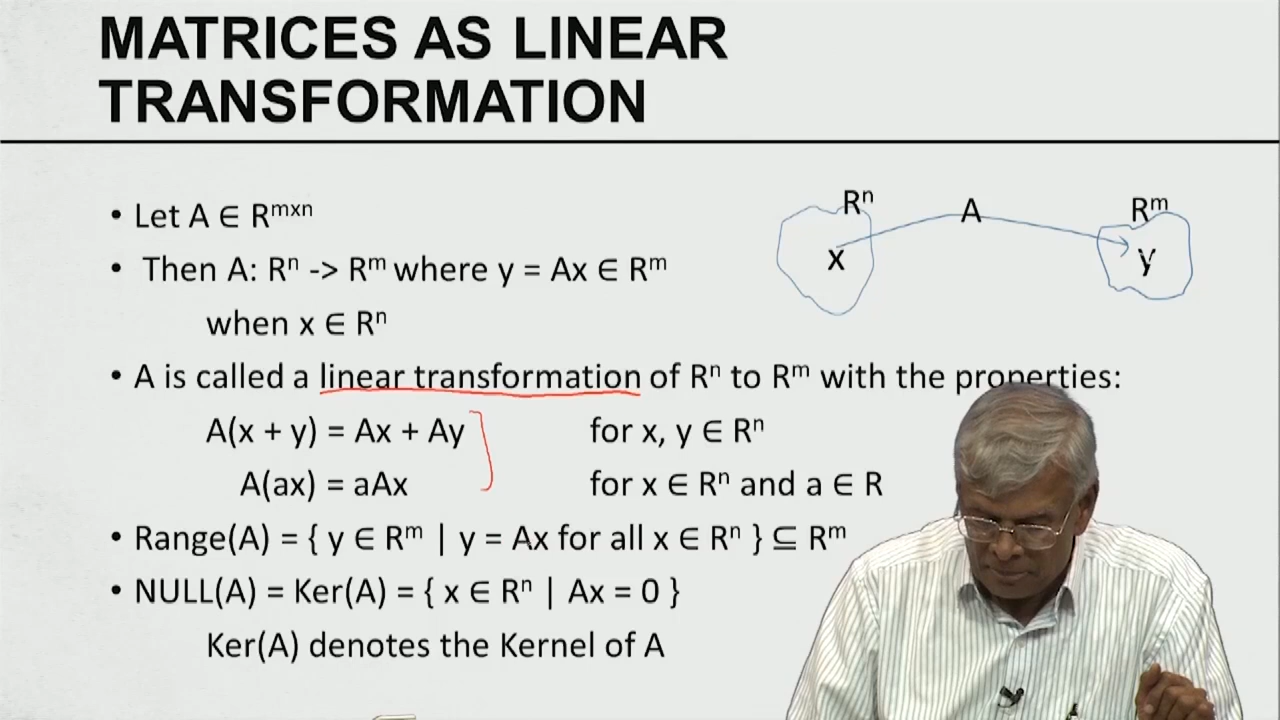 MATRICES AS LINEAR
TRANSFORMATION
• Let A ∈ Rᵐˣⁿ
• Then A: Rⁿ -> Rᵐ where y = Ax ∈ Rᵐ
when x ∈ Rⁿ
Rⁿ A Rᵐ
x y
• A is called a linear transformation of Rⁿ to Rᵐ with the properties:
A(x + y) = Ax + Ay for x, y ∈ Rⁿ
A(ax) = aAx for x ∈ Rⁿ and a ∈ R
• Range(A) = { y ∈ Rᵐ | y = Ax for all x ∈ Rⁿ } ⊆ Rᵐ
• NULL(A) = Ker(A) = { x ∈ Rⁿ | Ax = 0 }
Ker(A) denotes the Kernel of A